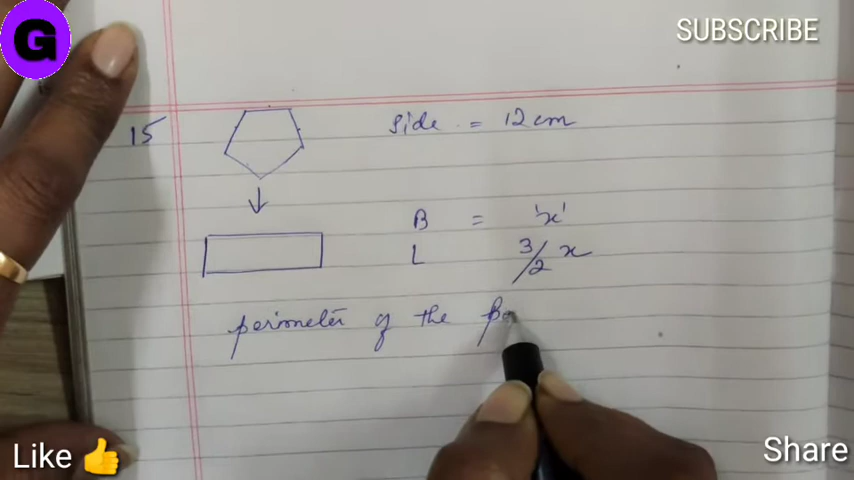 G
SUBSCRIBE
15 Side = 12 cm
B = 'x'
L 3/2 x
perimeter of the
Like 👍
Share